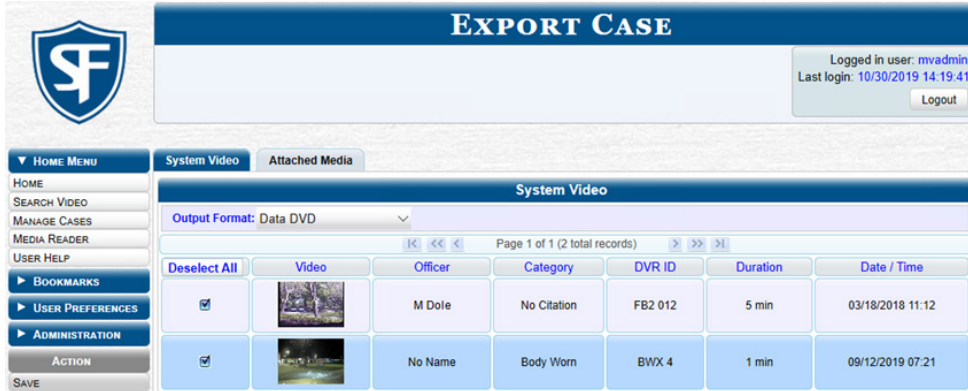 EXPORT CASE
SF
Logged in user: mvadmin
Last login: 10/30/2019 14:19:41
Logout
▼ HOME MENU
HOME
SEARCH VIDEO
MANAGE CASES
MEDIA READER
USER HELP
► BOOKMARKS
► USER PREFERENCES
► ADMINISTRATION
ACTION
SAVE
System Video Attached Media
System Video
Output Format: Data DVD
Page 1 of 1 (2 total records)
Deselect All Video Officer Category DVR ID Duration Date / Time
M Dole No Citation FB2 012 5 min 03/18/2018 11:12
No Name Body Worn BWX 4 1 min 09/12/2019 07:21